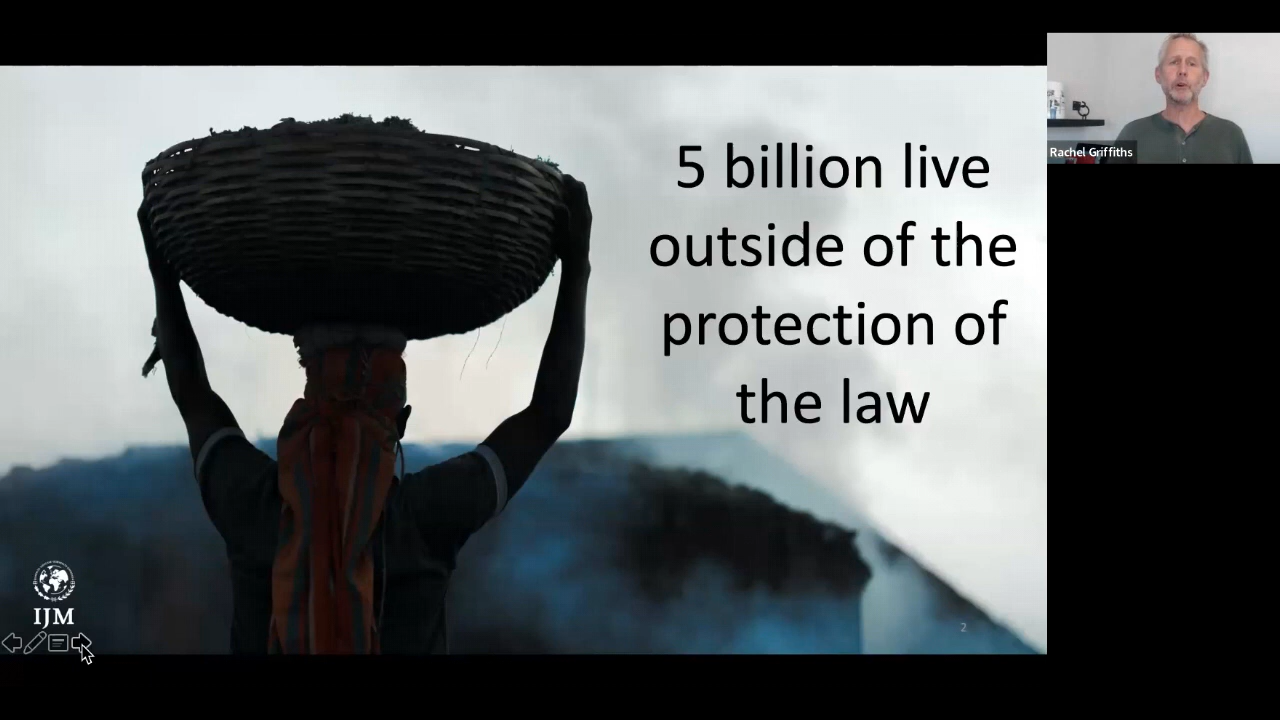 5 billion live
outside of the
protection of
the law
Rachel Griffiths
IJM
2